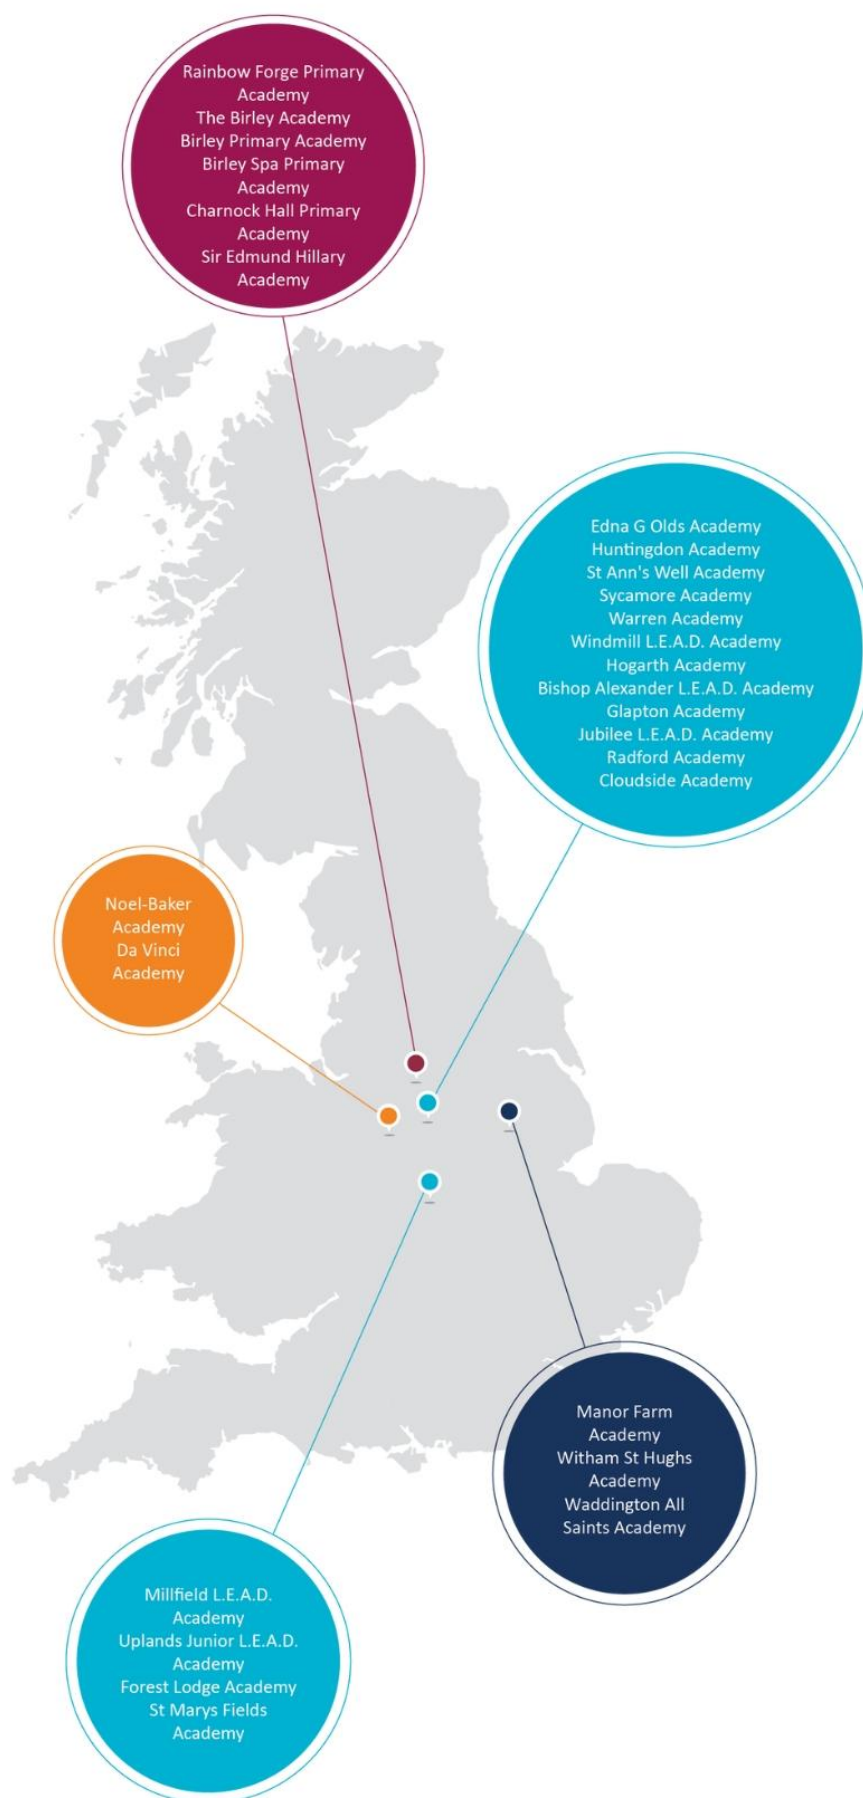 Rainbow Forge Primary
Academy
The Birley Academy
Birley Primary Academy
Birley Spa Primary
Academy
Charnock Hall Primary
Academy
Sir Edmund Hillary
Academy
Edna G Olds Academy
Huntingdon Academy
St Ann's Well Academy
Sycamore Academy
Warren Academy
Windmill L.E.A.D. Academy
Hogarth Academy
Bishop Alexander L.E.A.D. Academy
Glapton Academy
Jubilee L.E.A.D. Academy
Radford Academy
Cloudside Academy
Noel-Baker
Academy
Da Vinci
Academy
Manor Farm
Academy
Witham St Hughs
Academy
Waddington All
Saints Academy
Millfield L.E.A.D.
Academy
Uplands Junior L.E.A.D.
Academy
Forest Lodge Academy
St Marys Fields
Academy